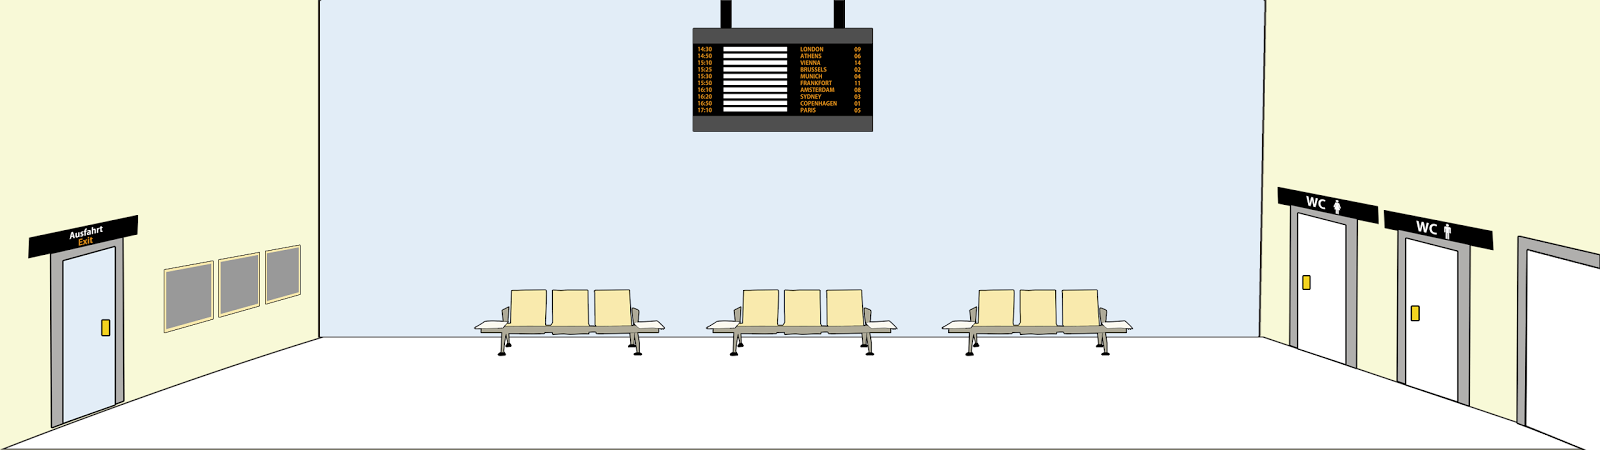 14:30 LONDON 09
14:50 ATHENS 06
15:10 VIENNA 14
15:25 BRUSSELS 02
15:30 MUNICH 04
15:50 FRANKFORT 11
16:10 AMSTERDAM 08
16:20 SYDNEY 03
16:50 COPENHAGEN 01
17:10 PARIS 05
Ausfahrt
Exit
WC
WC